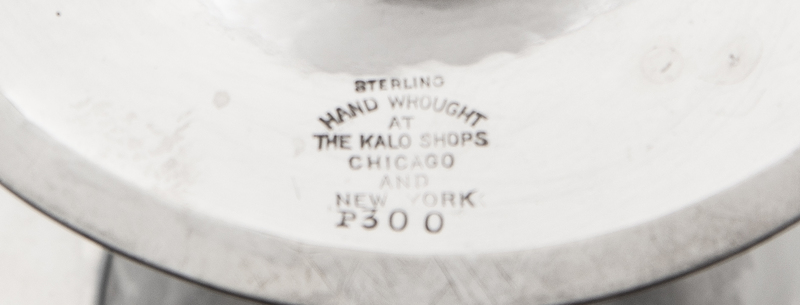 STERLING
HAND WROUGHT
AT
THE KALO SHOPS
CHICAGO
AND
NEW YORK
P300